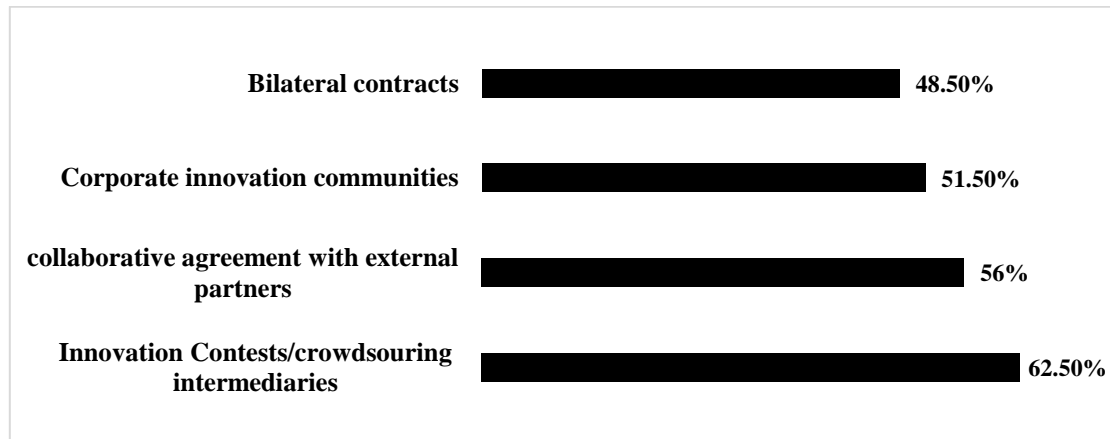 Bilateral contracts
48.50%
Corporate innovation communities
51.50%
collaborative agreement with external
partners
56%
Innovation Contests/crowdsouring
intermediaries
62.50%